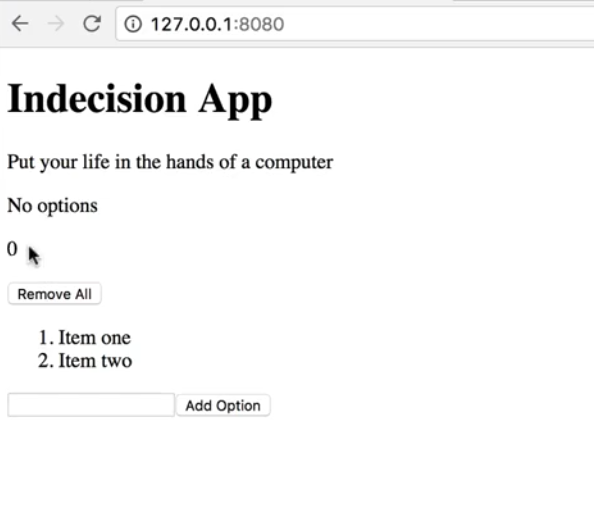 127.0.0.1:8080
Indecision App
Put your life in the hands of a computer
No options
0
Remove All
1. Item one
2. Item two
Add Option